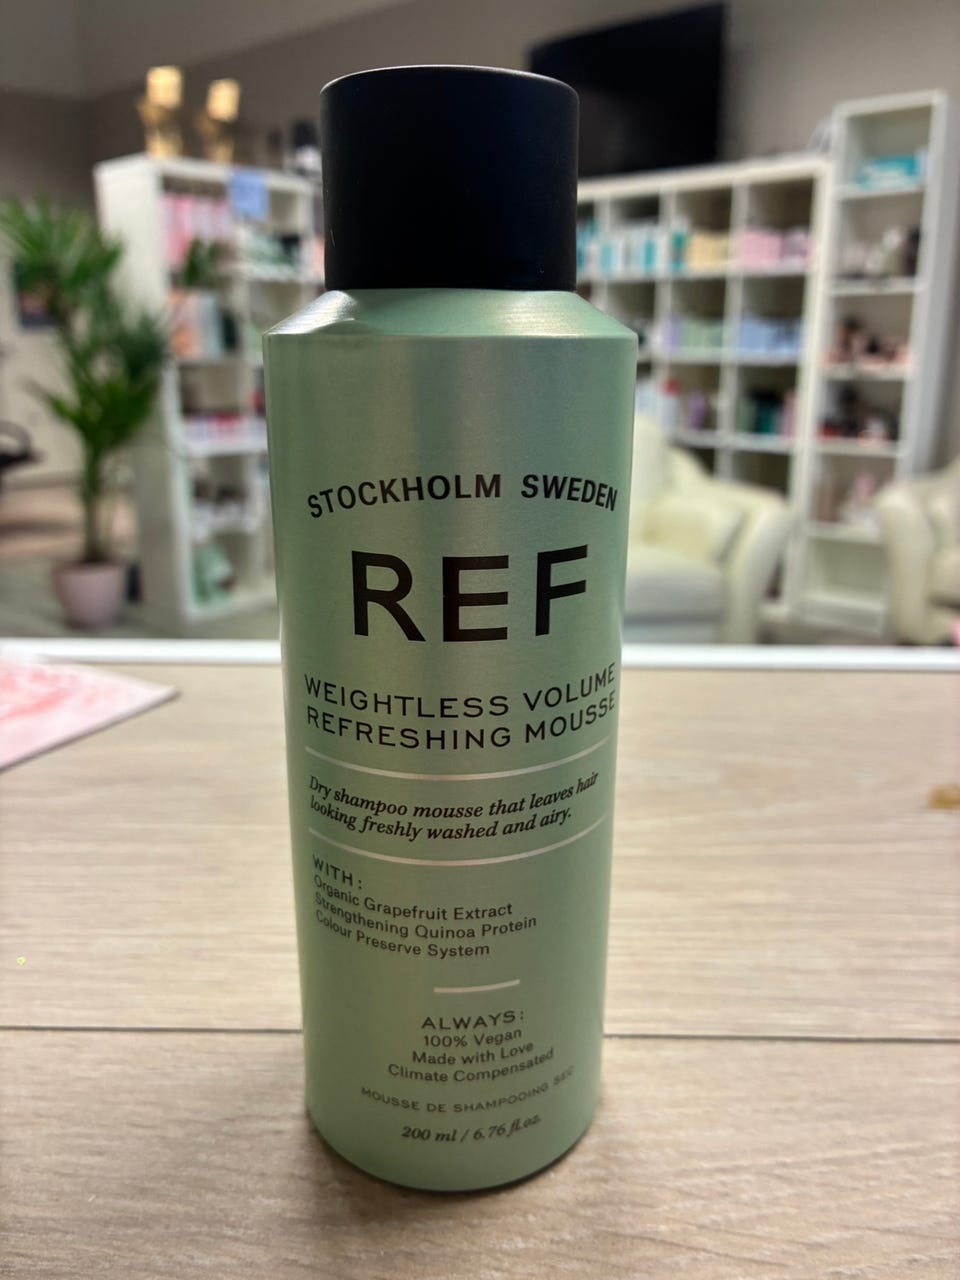 STOCKHOLM SWEDEN
REF
WEIGHTLESS VOLUME
REFRESHING MOUSSE
Dry shampoo mousse that leaves hair
looking freshly washed and airy.
WITH:
Organic Grapefruit Extract
Strengthening Quinoa Protein
Colour Preserve System
ALWAYS:
100% Vegan
Made with Love
Climate Compensated
MOUSSE DE SHAMPOOING SEC
200 ml / 6.76 fl.oz.